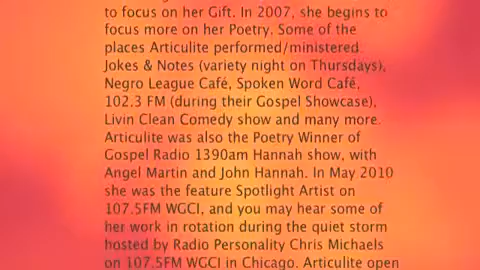 to focus on her Gift. In 2007, she begins to
focus more on her Poetry. Some of the
places Articulite performed/ministered.
Jokes & Notes (variety night on Thursdays),
Negro League Café, Spoken Word Café,
102.3 FM (during their Gospel Showcase),
Livin Clean Comedy show and many more.
Articulite was also the Poetry Winner of
Gospel Radio 1390am Hannah show, with
Angel Martin and John Hannah. In May 2010
she was the feature Spotlight Artist on
107.5FM WGCI, and you may hear some of
her work in rotation during the quiet storm
hosted by Radio Personality Chris Michaels
on 107.5FM WGCI in Chicago. Articulite open